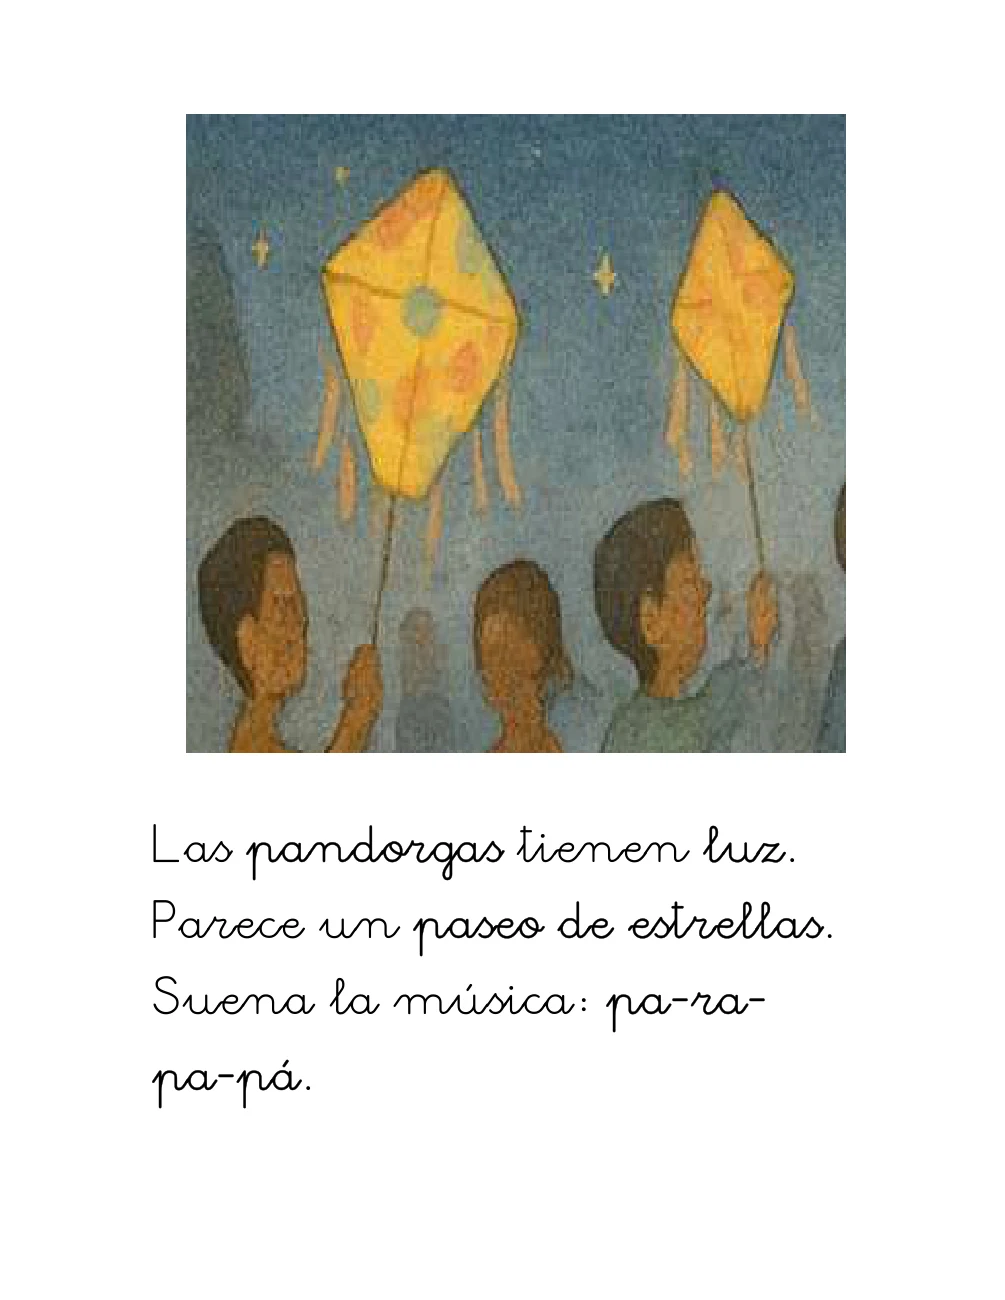 Las pandorgas tienen luz.
Parece un paseo de estrellas.
Suena la música: pa-ra-
pa-pá.